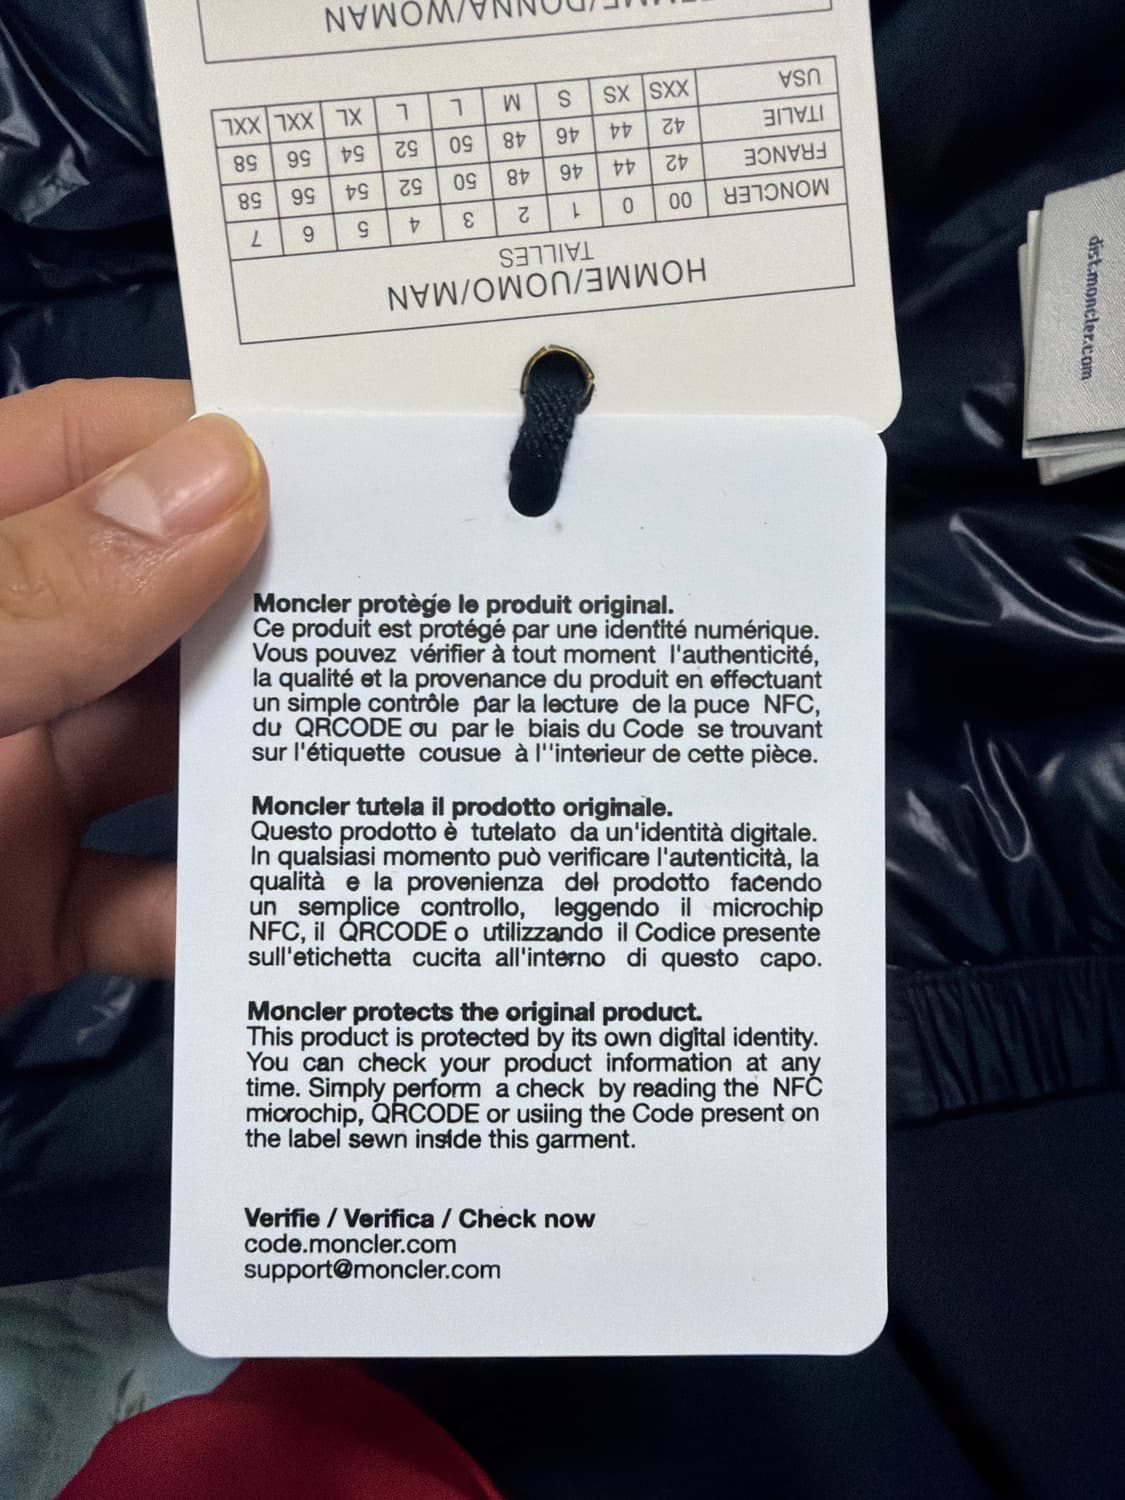 HOMME/UOMO/MAN
TAILLES
MONCLER 00 0 1 2 3 4 5 6 7
FRANCE 42 44 46 48 50 52 54 56 58
ITALIE 42 44 46 48 50 52 54 56 58
USA XXS XS S M L L XL XXL XXL
/DONNA/WOMAN
dist.moncler.com
Moncler protège le produit original.
Ce produit est protégé par une identité numérique.
Vous pouvez vérifier à tout moment l'authenticité,
la qualité et la provenance du produit en effectuant
un simple contrôle par la lecture de la puce NFC,
du QRCODE ou par le biais du Code se trouvant
sur l'étiquette cousue à l''interieur de cette pièce.
Moncler tutela il prodotto originale.
Questo prodotto è tutelato da un'identità digitale.
In qualsiasi momento può verificare l'autenticità, la
qualità e la provenienza del prodotto facendo
un semplice controllo, leggendo il microchip
NFC, il QRCODE o utilizzando il Codice presente
sull'etichetta cucita all'interno di questo capo.
Moncler protects the original product.
This product is protected by its own digital identity.
You can check your product information at any
time. Simply perform a check by reading the NFC
microchip, QRCODE or usiing the Code present on
the label sewn inside this garment.
Verifie / Verifica / Check now
code.moncler.com
support@moncler.com